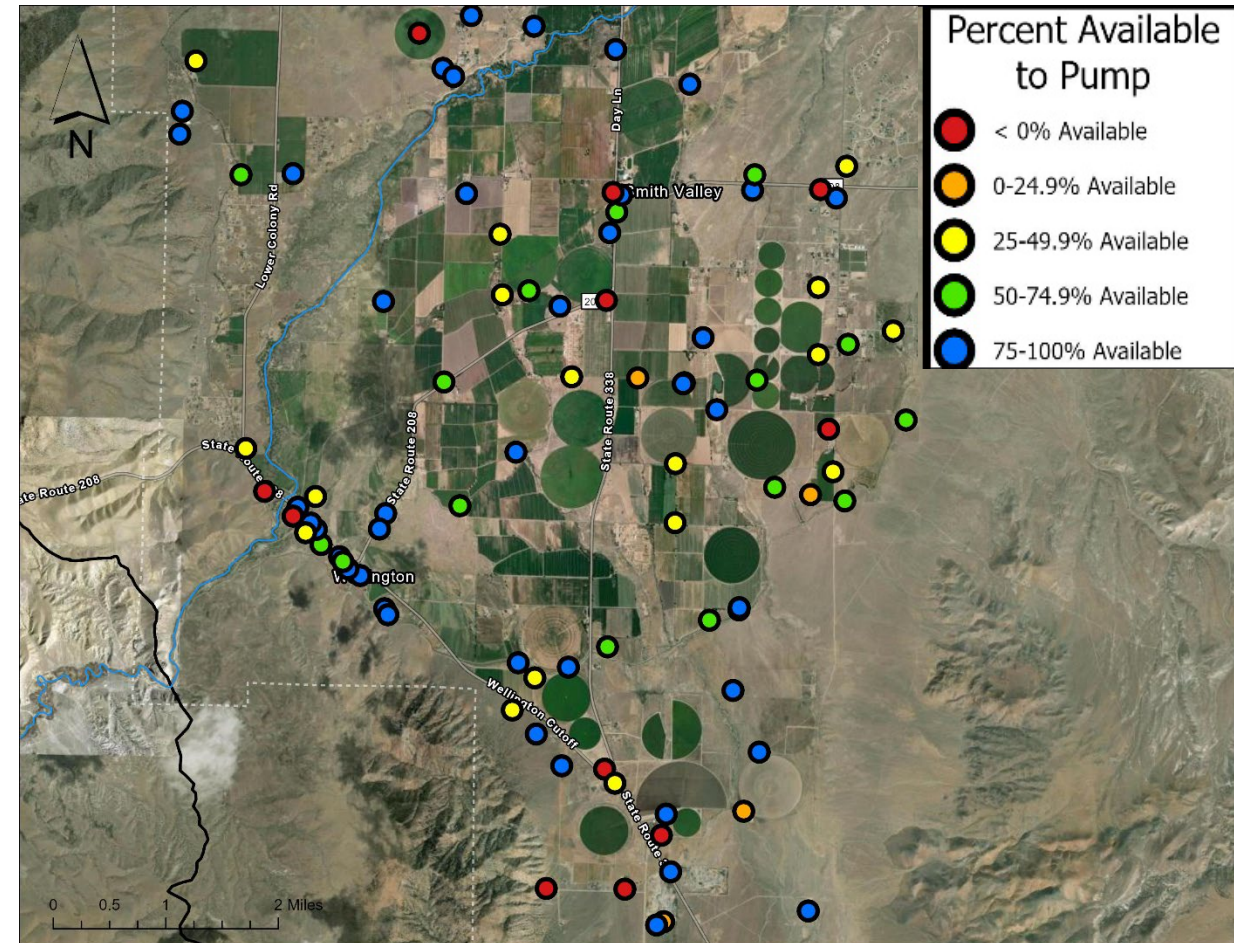 Percent Available
to Pump
< 0% Available
0-24.9% Available
25-49.9% Available
50-74.9% Available
75-100% Available
N
Day Ln
Smith Valley
Lower Colony Rd
State Route 338
State Route 208
State
ate Route 208
ngton
Wellington Cutoff
State Route
0 0.5 1 2 Miles